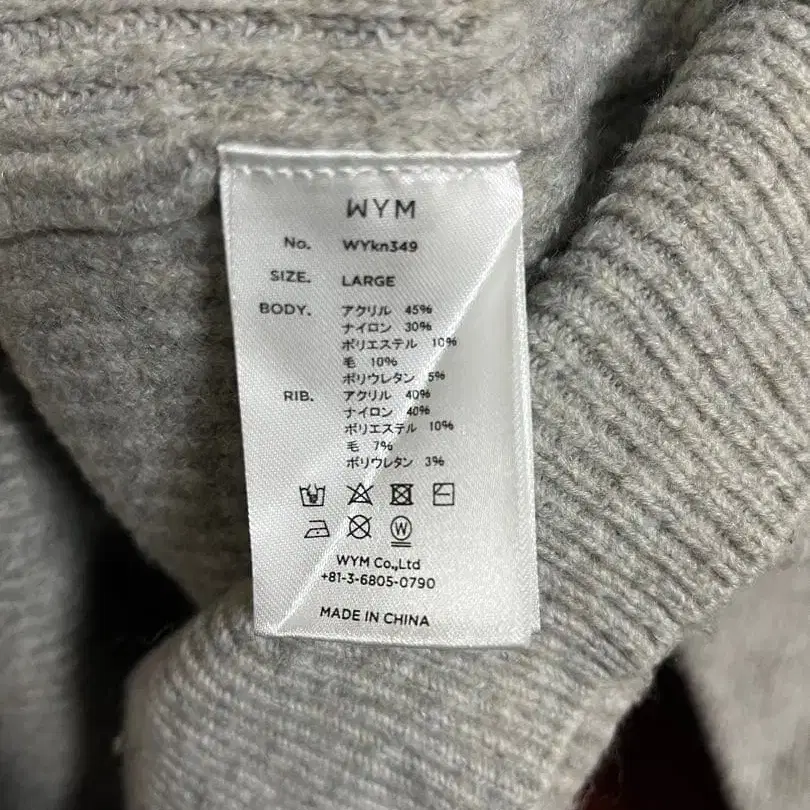 WYM
No. WYkn349
SIZE. LARGE
BODY. アクリル 45%
ナイロン 30%
ポリエステル 10%
毛 10%
ポリウレタン 5%
RIB. アクリル 40%
ナイロン 40%
ポリエステル 10%
毛 7%
ポリウレタン 3%
W
WYM Co.,Ltd
+81-3-6805-0790
MADE IN CHINA